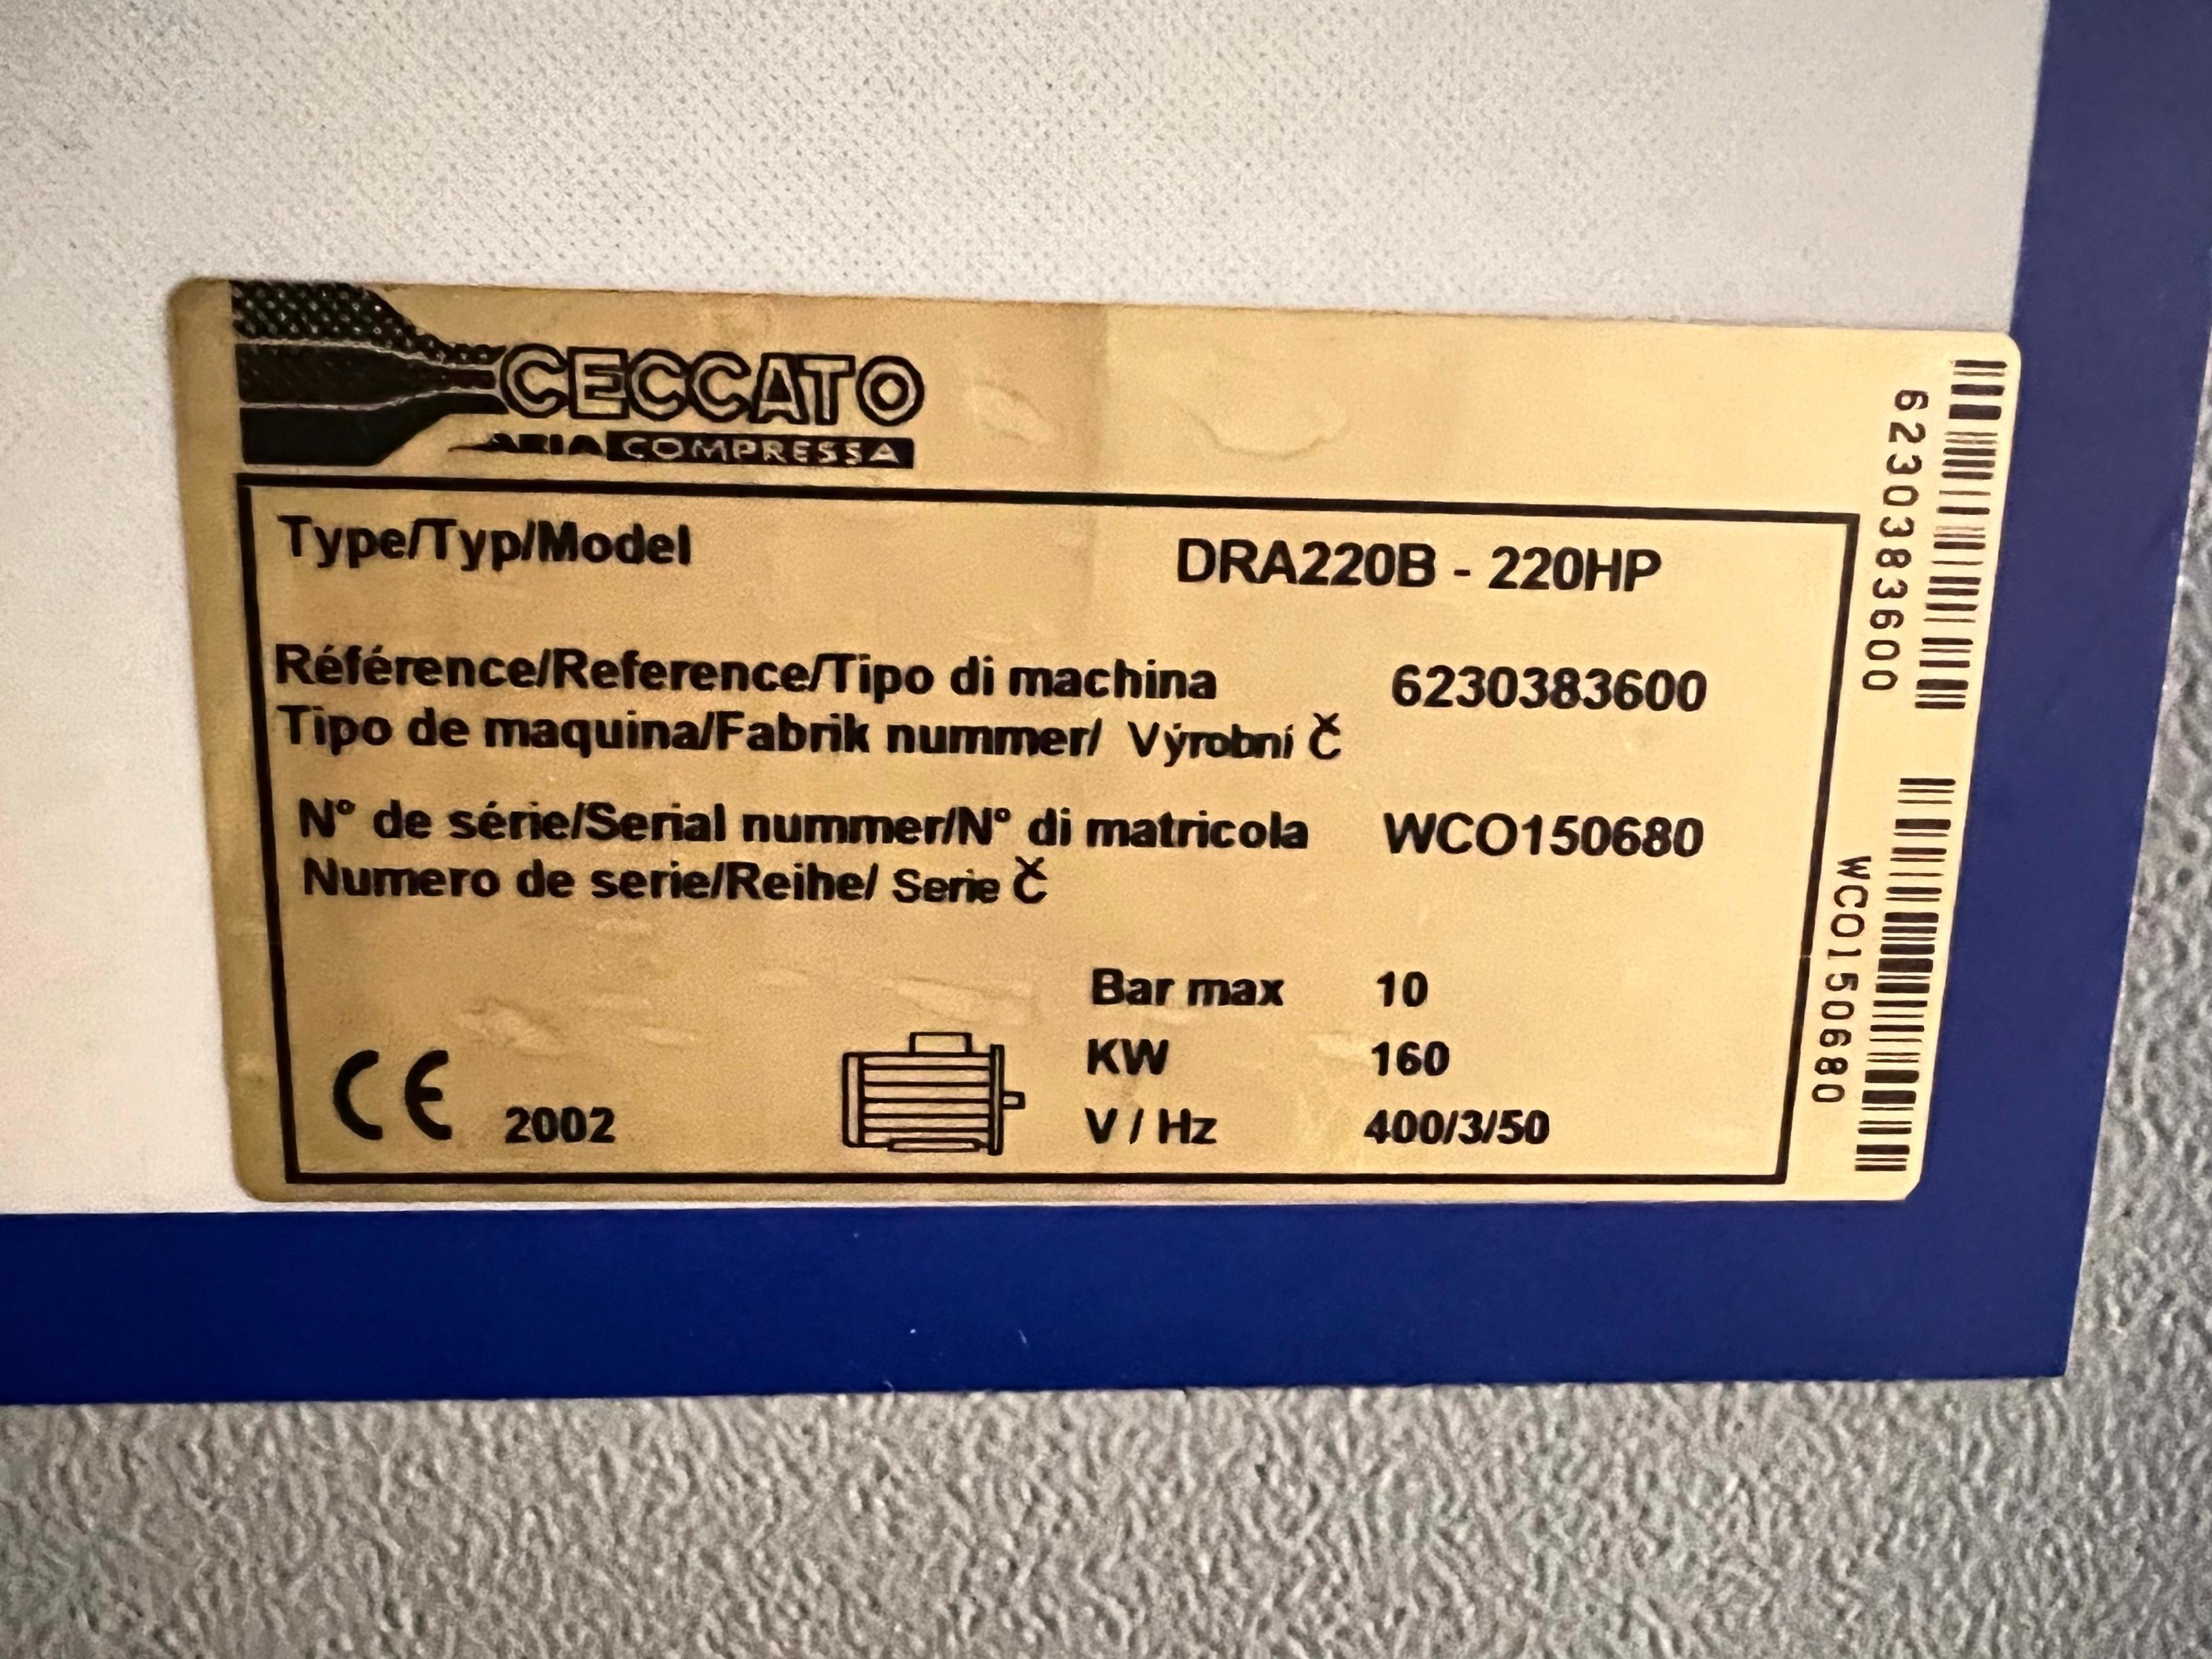 CECCATO
ARIA COMPRESSA
Type/Typ/Model DRA220B - 220HP
Référence/Reference/Tipo di machina 6230383600
Tipo de maquina/Fabrik nummer/ Výrobní Č
N° de série/Serial nummer/N° di matricola WCO150680
Numero de serie/Reihe/ Serie Č
Bar max 10
KW 160
V / Hz 400/3/50
CE 2002
6230383600
WCO150680